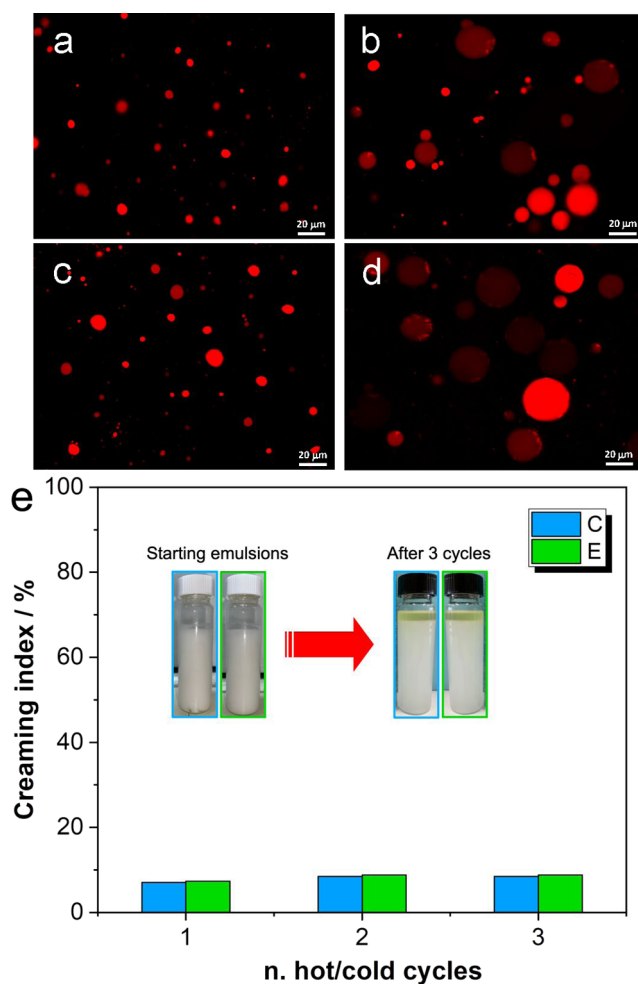 a
b
20 µm
20 µm
c
d
20 µm
20 µm
e
100
80
60
40
20
0
Creaming index / %
C
E
Starting emulsions
After 3 cycles
1
2
3
n. hot/cold cycles